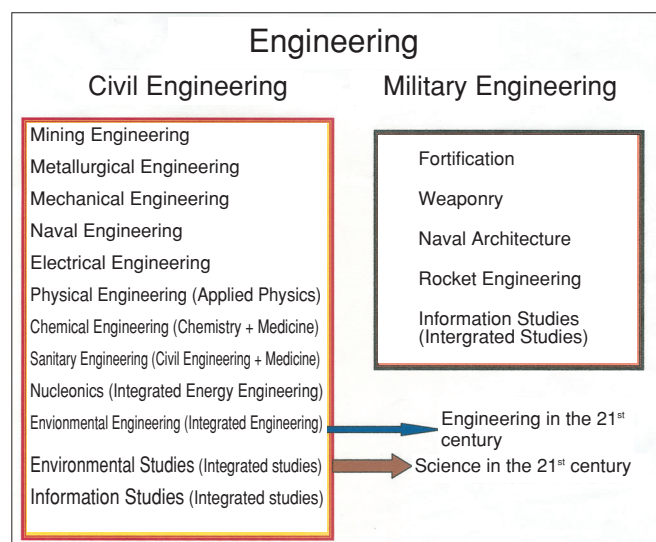 Engineering
Civil Engineering
Military Engineering
Mining Engineering
Metallurgical Engineering
Mechanical Engineering
Naval Engineering
Electrical Engineering
Physical Engineering (Applied Physics)
Chemical Engineering (Chemistry + Medicine)
Sanitary Engineering (Civil Engineering + Medicine)
Nucleonics (Integrated Energy Engineering)
Envionmental Engineering (Integrated Engineering)
Environmental Studies (Integrated studies)
Information Studies (Integrated studies)
Fortification
Weaponry
Naval Architecture
Rocket Engineering
Information Studies
(Intergrated Studies)
Engineering in the 21st
century
Science in the 21st century